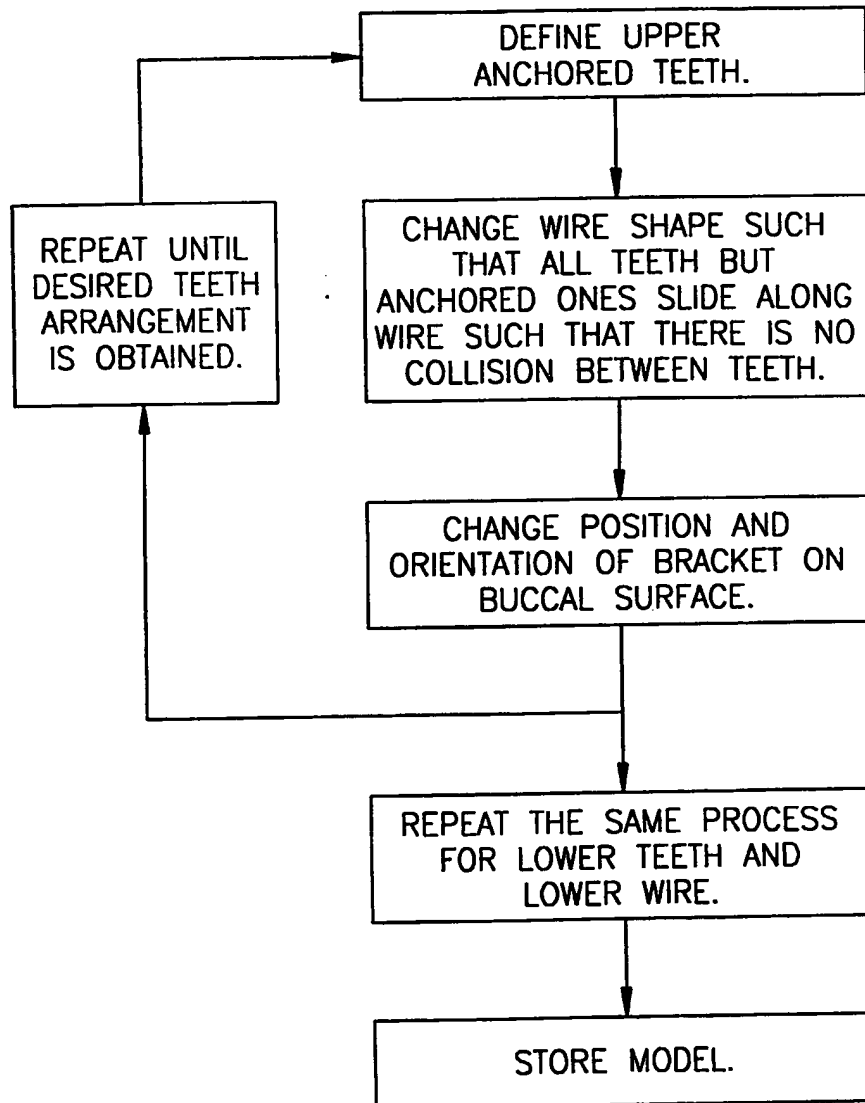 DEFINE UPPER
ANCHORED TEETH.
CHANGE WIRE SHAPE SUCH
THAT ALL TEETH BUT
ANCHORED ONES SLIDE ALONG
WIRE SUCH THAT THERE IS NO
COLLISION BETWEEN TEETH.
REPEAT UNTIL
DESIRED TEETH
ARRANGEMENT
IS OBTAINED.
CHANGE POSITION AND
ORIENTATION OF BRACKET ON
BUCCAL SURFACE.
REPEAT THE SAME PROCESS
FOR LOWER TEETH AND
LOWER WIRE.
STORE MODEL.